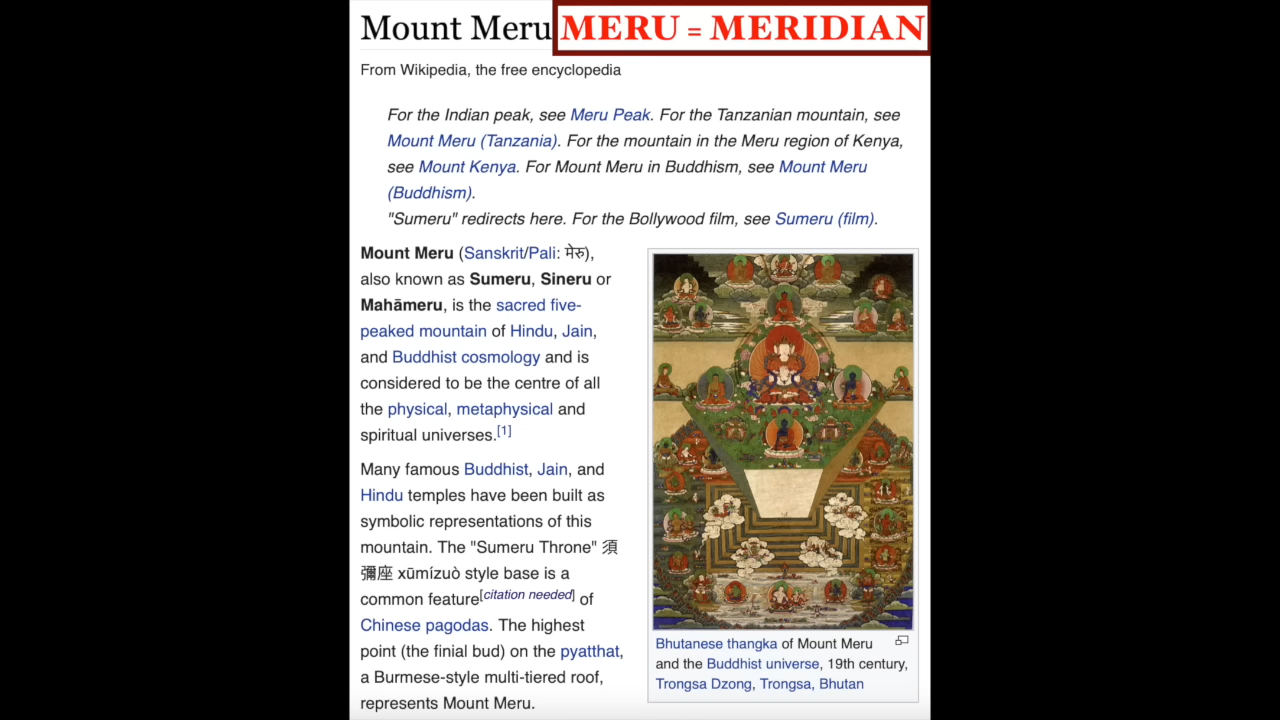 Mount Meru MERU = MERIDIAN
From Wikipedia, the free encyclopedia
For the Indian peak, see Meru Peak. For the Tanzanian mountain, see
Mount Meru (Tanzania). For the mountain in the Meru region of Kenya,
see Mount Kenya. For Mount Meru in Buddhism, see Mount Meru
(Buddhism).
"Sumeru" redirects here. For the Bollywood film, see Sumeru (film).
Mount Meru (Sanskrit/Pali: मेरु),
also known as Sumeru, Sineru or
Mahāmeru, is the sacred five-
peaked mountain of Hindu, Jain,
and Buddhist cosmology and is
considered to be the centre of all
the physical, metaphysical and
spiritual universes.[1]
Many famous Buddhist, Jain, and
Hindu temples have been built as
symbolic representations of this
mountain. The "Sumeru Throne" 須
彌座 xūmízuò style base is a
common feature[citation needed] of
Chinese pagodas. The highest
point (the finial bud) on the pyatthat,
a Burmese-style multi-tiered roof,
represents Mount Meru.
Bhutanese thangka of Mount Meru
and the Buddhist universe, 19th century,
Trongsa Dzong, Trongsa, Bhutan